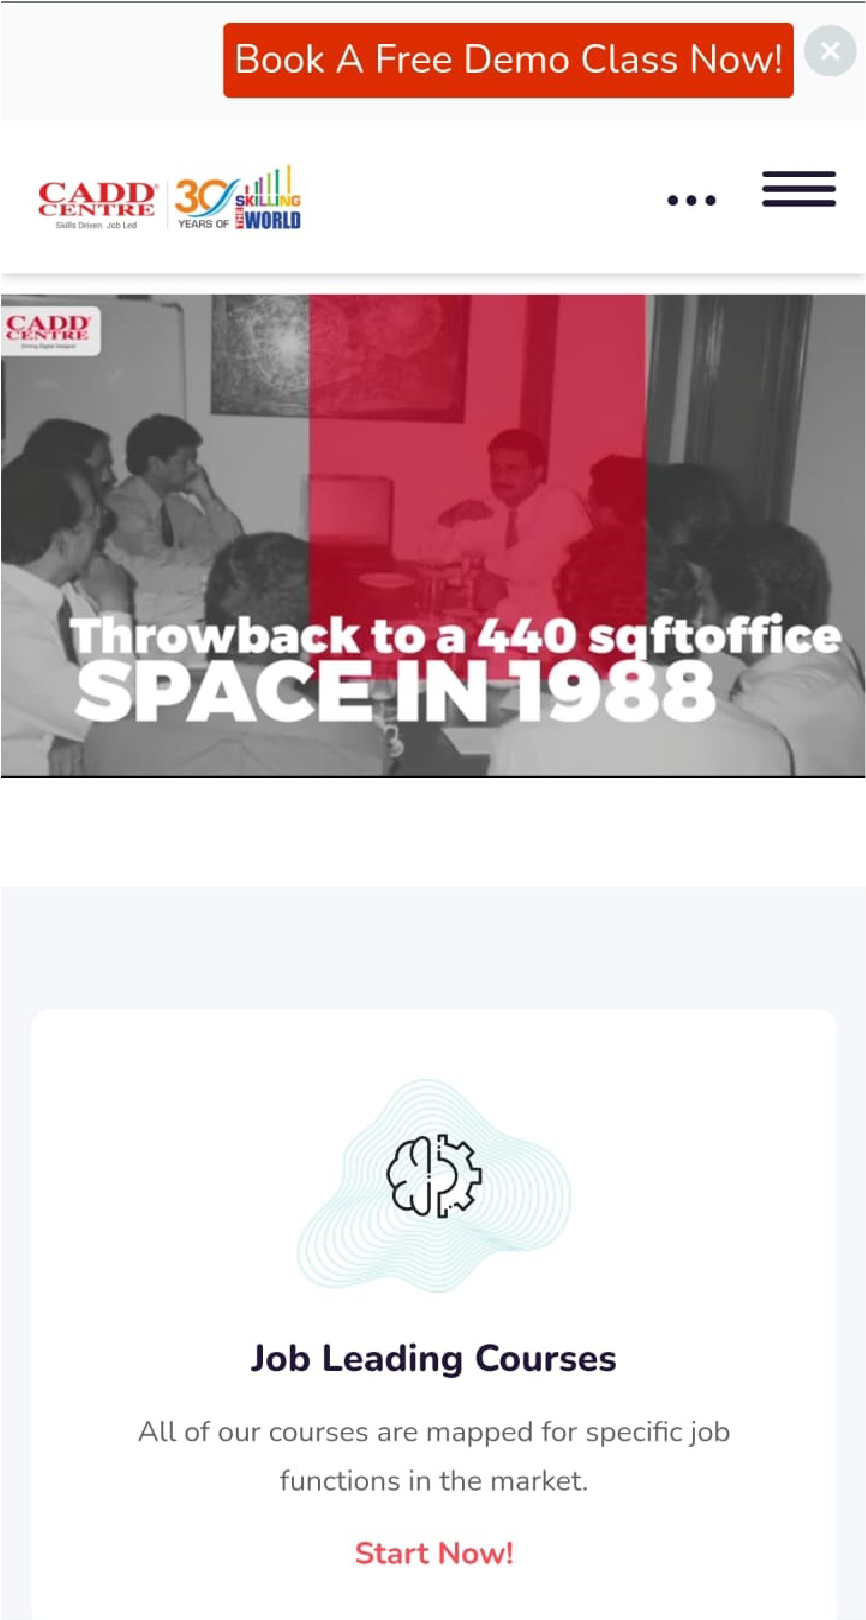 Book A Free Demo Class Now!
CADD
CENTRE
Skills Driven. Job Led
30
YEARS OF
SKILLING
THE
WORLD
CADD
CENTRE
Throwback to a 440 sqftoffice
SPACE IN 1988
Job Leading Courses
All of our courses are mapped for specific job
functions in the market.
Start Now!